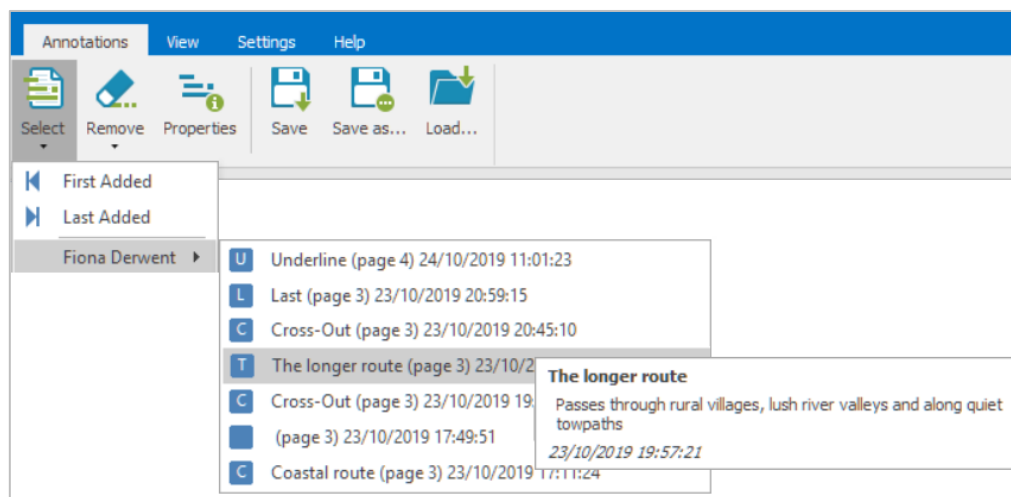 Annotations View Settings Help
Select Remove Properties Save Save as... Load...
First Added
Last Added
Fiona Derwent
U Underline (page 4) 24/10/2019 11:01:23
L Last (page 3) 23/10/2019 20:59:15
C Cross-Out (page 3) 23/10/2019 20:45:10
T The longer route (page 3) 23/10/2
The longer route
Passes through rural villages, lush river valleys and along quiet
towpaths
23/10/2019 19:57:21
C Cross-Out (page 3) 23/10/2019 19:
(page 3) 23/10/2019 17:49:51
C Coastal route (page 3) 23/10/2019 17:11:24